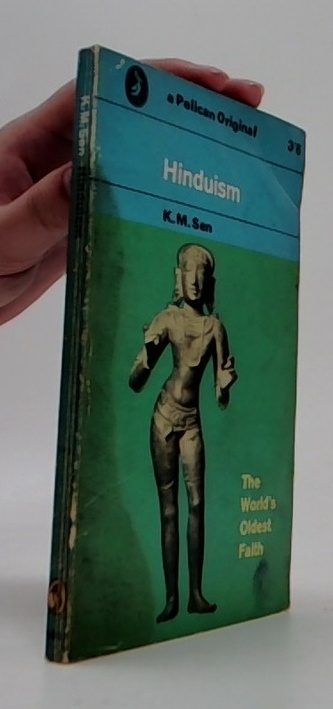 a Pelican Original
3'6
Hinduism
K. M. Sen
The
World's
Oldest
Faith
K. M. Sen